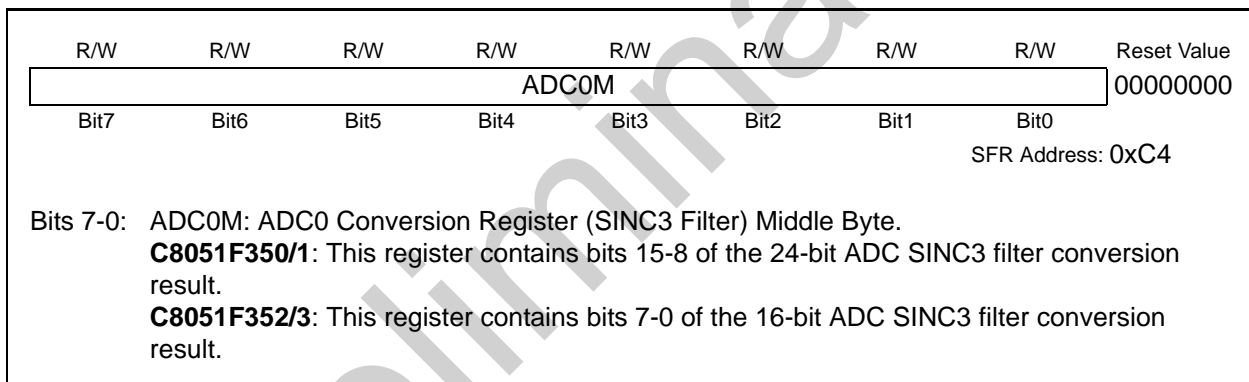 R/W R/W R/W R/W R/W R/W R/W R/W Reset Value
ADC0M 00000000
Bit7 Bit6 Bit5 Bit4 Bit3 Bit2 Bit1 Bit0
SFR Address: 0xC4
Bits 7-0: ADC0M: ADC0 Conversion Register (SINC3 Filter) Middle Byte.
C8051F350/1: This register contains bits 15-8 of the 24-bit ADC SINC3 filter conversion
result.
C8051F352/3: This register contains bits 7-0 of the 16-bit ADC SINC3 filter conversion
result.